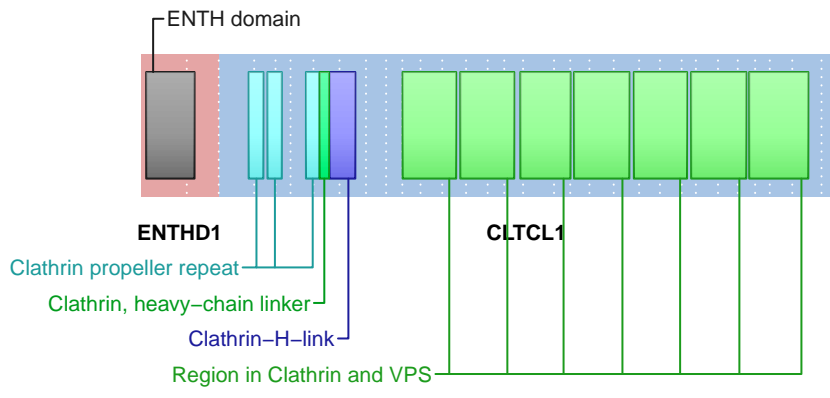 ENTH domain
ENTHD1
CLTCL1
Clathrin propeller repeat
Clathrin, heavy−chain linker
Clathrin−H−link
Region in Clathrin and VPS